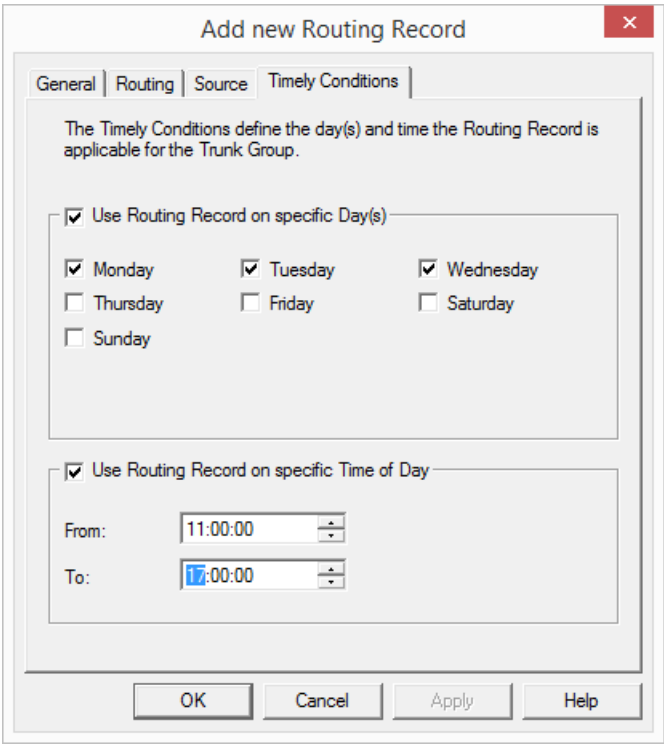 Add new Routing Record
General Routing Source Timely Conditions
The Timely Conditions define the day(s) and time the Routing Record is
applicable for the Trunk Group.
Use Routing Record on specific Day(s)
Monday Tuesday Wednesday
Thursday Friday Saturday
Sunday
Use Routing Record on specific Time of Day
From: 11:00:00
To: 17:00:00
OK Cancel Apply Help